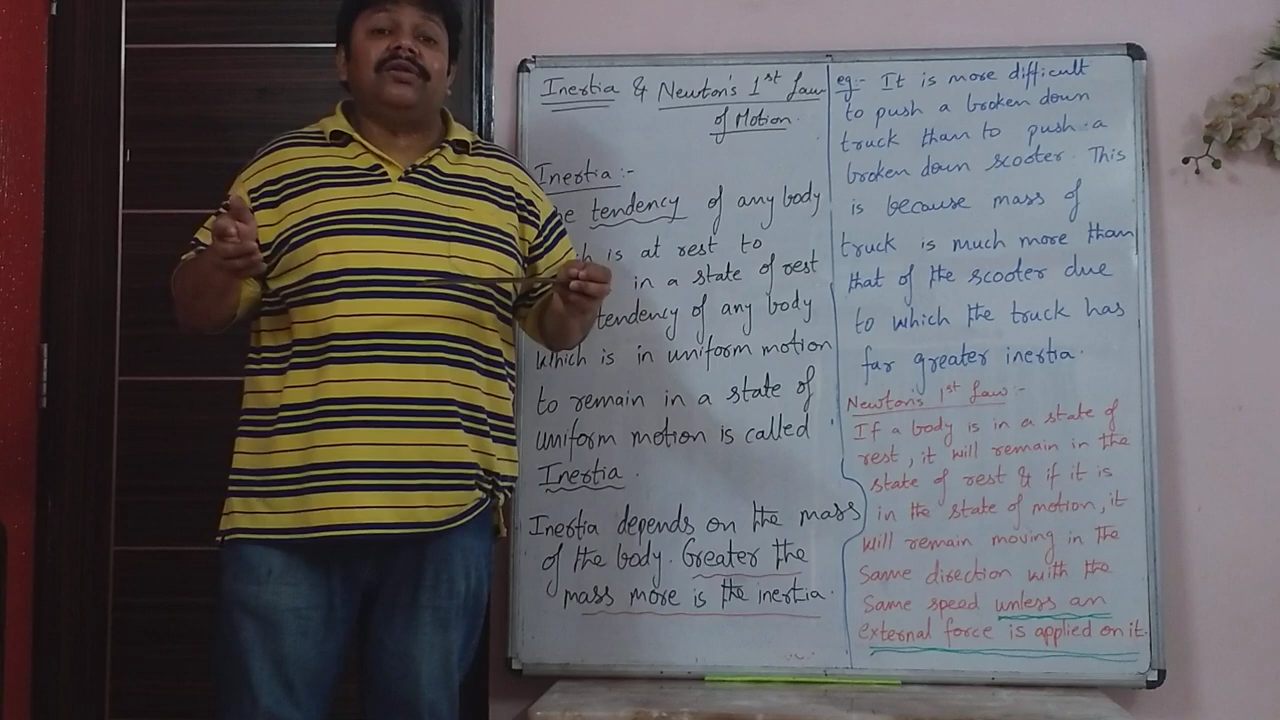 Inertia & Newton's 1st Law
of Motion.
Inertia :-
tendency of any body
is at rest to
in a state of rest
tendency of any body
which is in uniform motion
to remain in a state of
uniform motion is called
Inertia.
Inertia depends on the mass
of the body. Greater the
mass more is the inertia.
eg:- It is more difficult
to push a broken down
truck than to push a
broken down scooter. This
is because mass of
truck is much more than
that of the scooter due
to which the truck has
far greater inertia.
Newton's 1st Law :-
If a body is in a state of
rest, it will remain in the
state of rest & if it is
in the state of motion, it
will remain moving in the
same direction with the
same speed unless an
external force is applied on it.